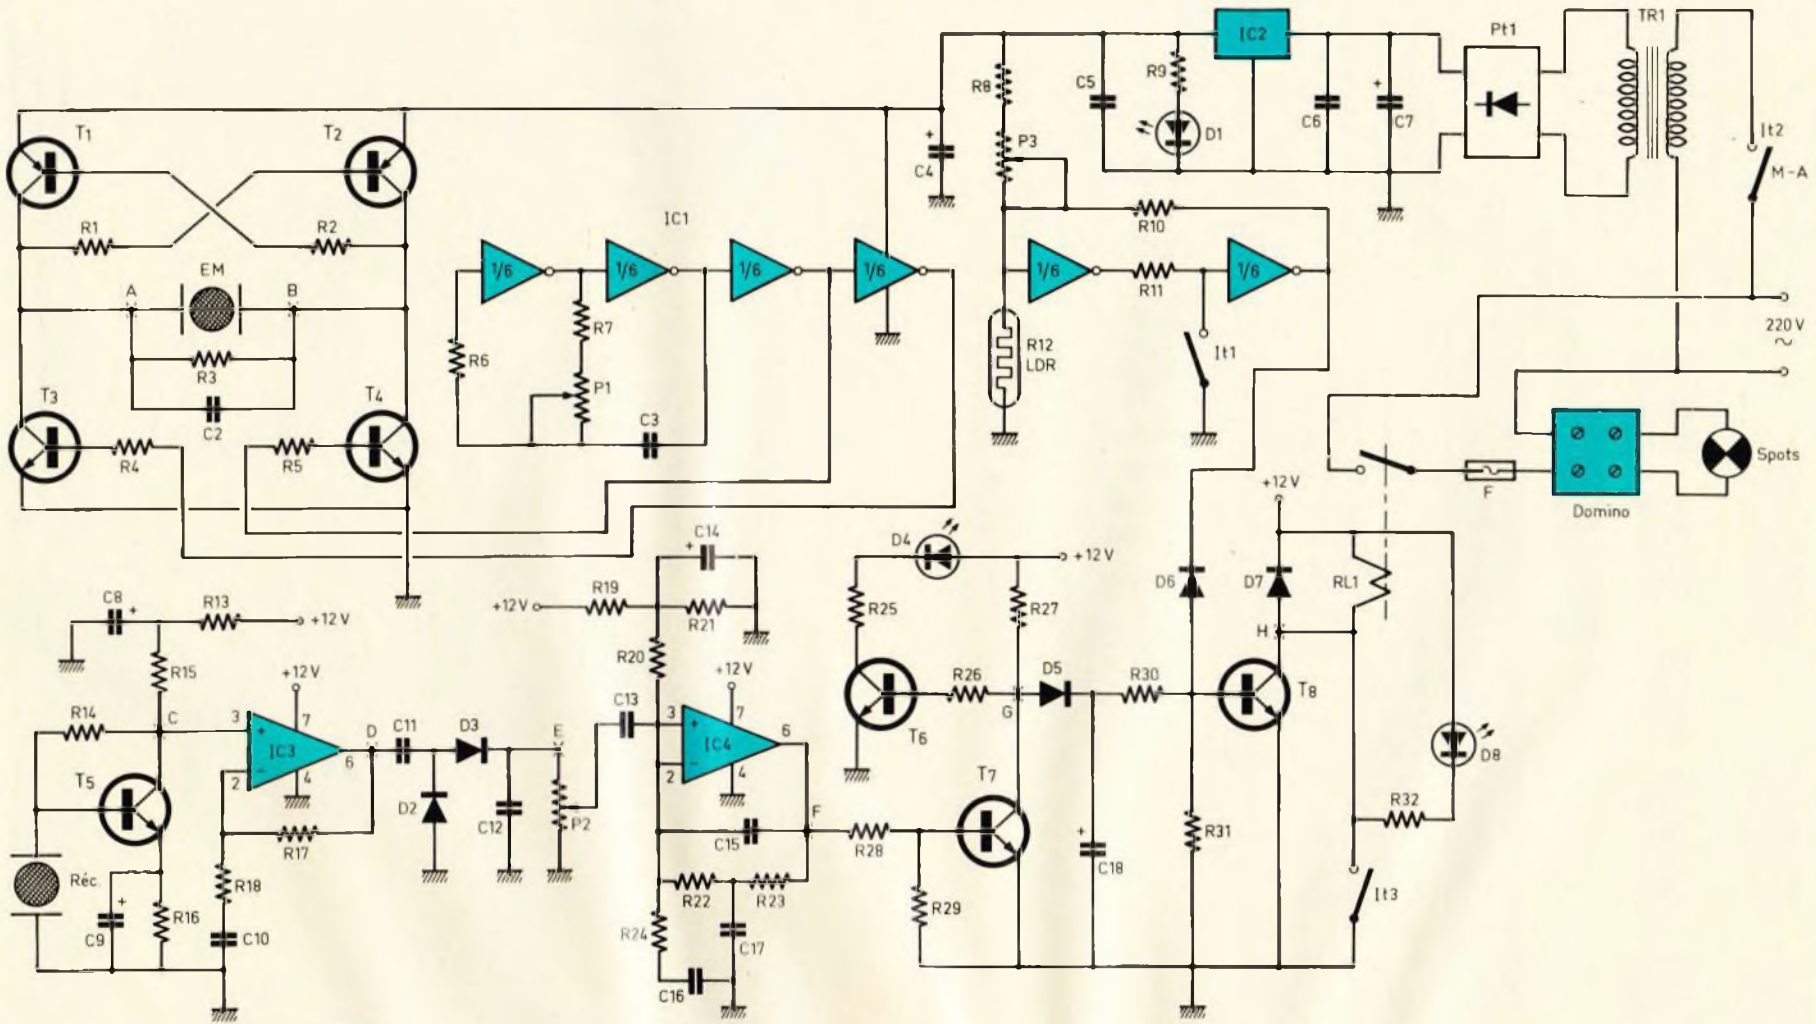 TR1
IC2
Pt1
R8
C5
R9
D1
C6
C7
+
It2
M-A
P3
T1
T2
+
C4
R1
R2
IC1
R10
EM
A
B
1/6
1/6
1/6
1/6
1/6
R11
1/6
220 V
~
R7
R3
R6
P1
R12
LDR
It1
T3
C2
T4
C3
R4
R5
Spots
F
+12 V
Domino
C14
+
D4
+12 V
D6
D7
RL1
C8
+
R13
+12 V
+12 V
R19
R21
R25
R27
H
R15
R20
+12 V
+12 V
R14
C
3
+
7
IC3
6
-
2
4
D
C11
D3
E
C13
3
+
7
6
IC4
-
2
4
R26
G
D5
R30
T8
T6
D8
T5
D2
C12
P2
T7
R32
R17
C15
F
R28
+
C18
R31
Réc.
R18
R22
R23
R29
It3
+
C9
R16
C10
R24
C17
C16